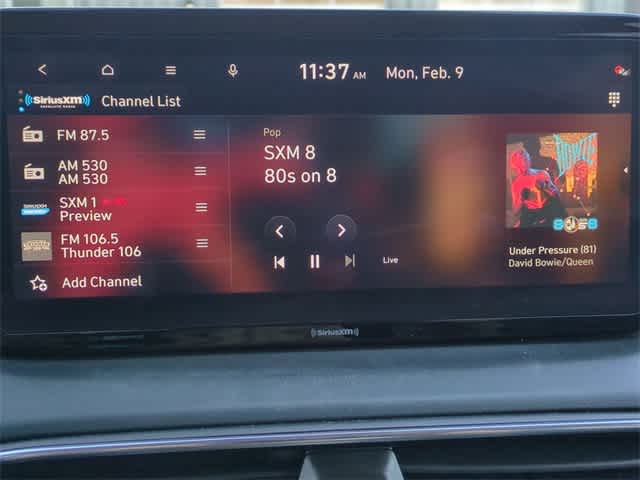 11:37 AM Mon, Feb. 9
((SiriusXM)) Channel List
SATELLITE RADIO
FM 87.5
AM 530
AM 530
SXM 1
Preview
FM 106.5
Thunder 106
Add Channel
Pop
SXM 8
80s on 8
Live
Under Pressure (81)
David Bowie/Queen
((SiriusXM))